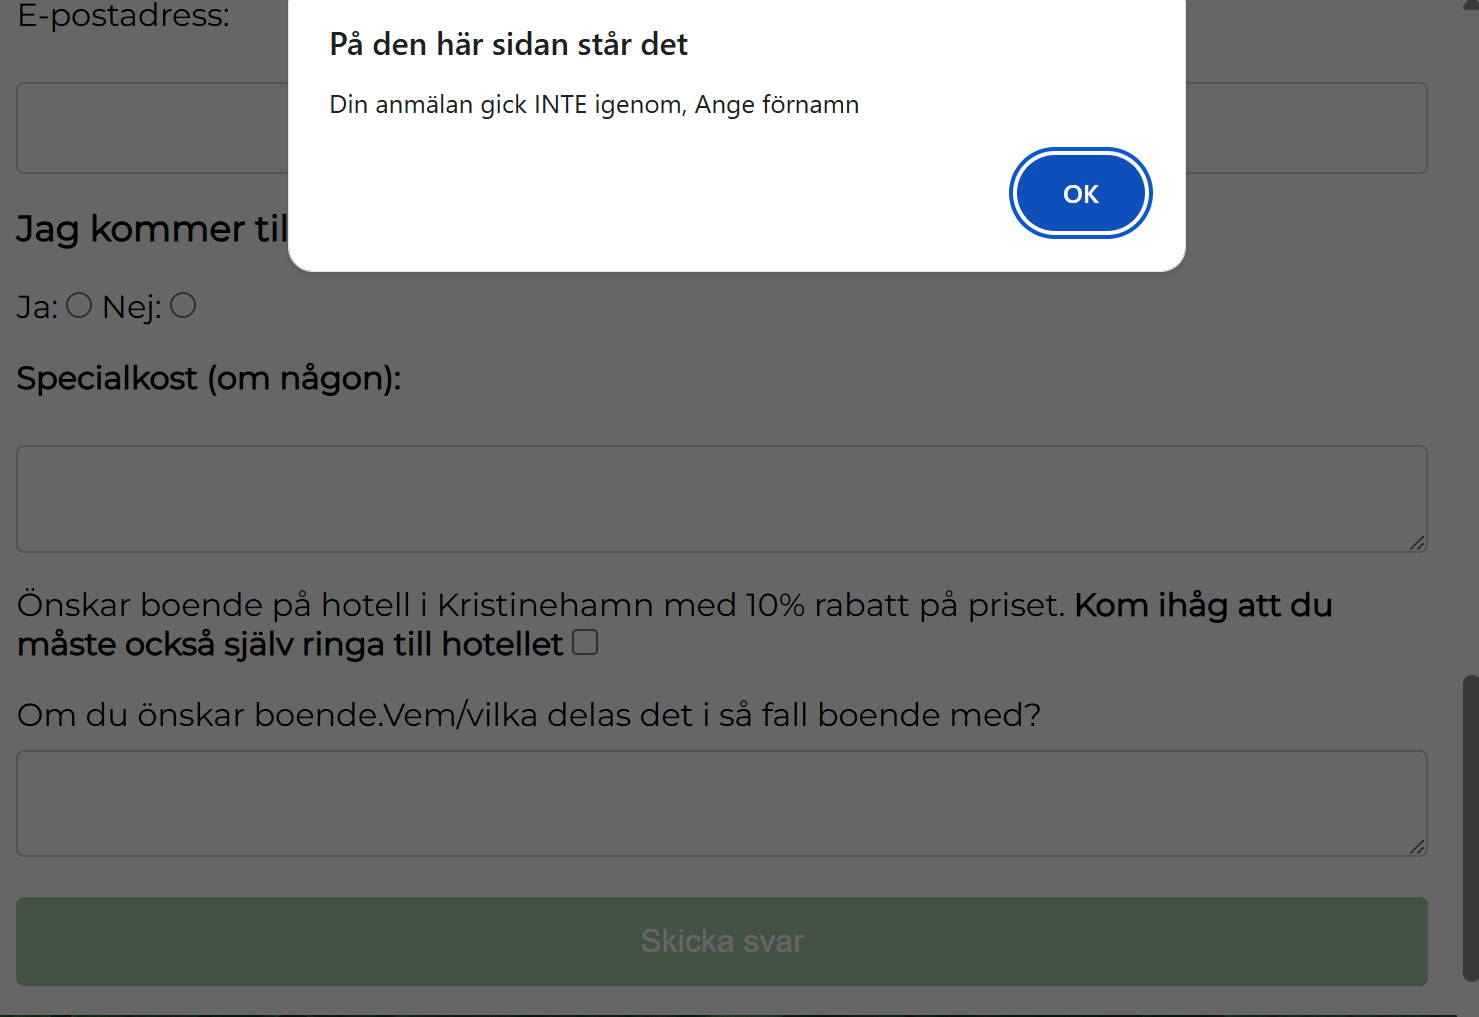 E-postadress:
På den här sidan står det
Din anmälan gick INTE igenom, Ange förnamn
OK
Jag kommer til
Ja: Nej:
Specialkost (om någon):
Önskar boende på hotell i Kristinehamn med 10% rabatt på priset. Kom ihåg att du
måste också själv ringa till hotellet
Om du önskar boende.Vem/vilka delas det i så fall boende med?
Skicka svar